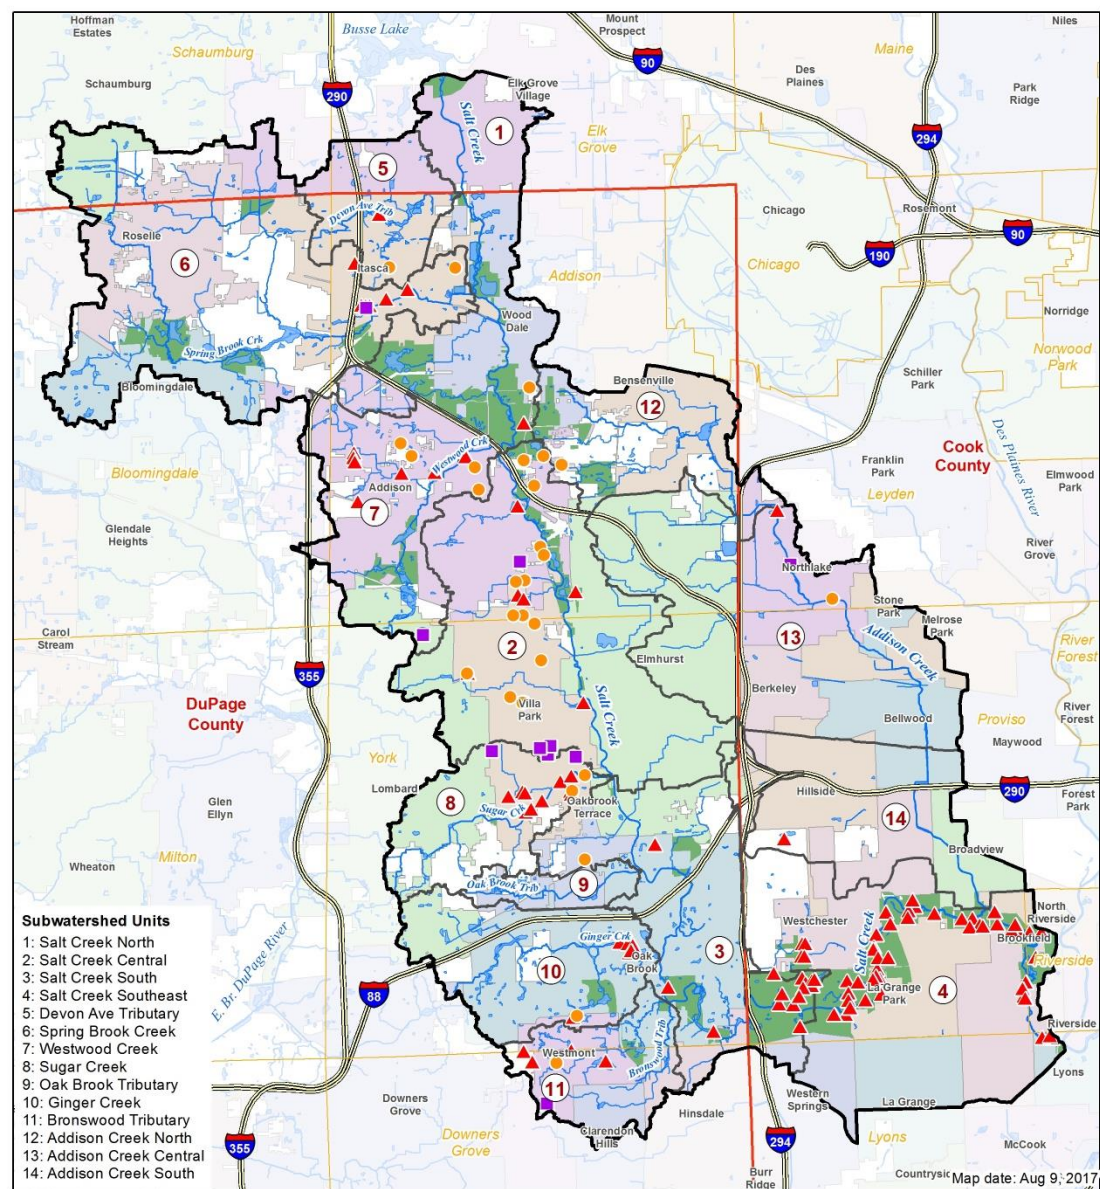 Hoffman
Estates
Busse Lake
Mount
Prospect
Niles
Schaumburg
Maine
90
Des
Plaines
Schaumburg
290
Elk Grove
Village
Park
Ridge
Salt Creek
1
Elk
Grove
294
5
Devon Ave Trib
Chicago
Rosemont
Roselle
90
6
Itasca
Addison
Chicago
190
Wood
Dale
Norridge
Spring Brook Crk
Norwood
Park
Bloomingdale
Bensenville
Schiller
Park
12
Des Plaines River
Westwood Crk
Cook
County
Bloomingdale
Franklin
Park
Elmwood
Park
Addison
Leyden
7
Glendale
Heights
River
Grove
Northlake
Stone
Park
Melrose
Park
Carol
Stream
2
13
Addison Creek
River
Forest
Elmhurst
355
Berkeley
DuPage
County
Salt Creek
Villa
Park
Bellwood
Proviso
River
Forest
Maywood
York
Lombard
Hillside
290
Forest
Park
Glen
Ellyn
8
Sugar Crk
Oakbrook
Terrace
14
Broadview
Wheaton
Milton
9
Oak Brook Trib
Westchester
North
Riverside
Salt Creek
Brookfield
Ginger Crk
Oak
Brook
3
Riverside
10
La Grange
Park
4
E. Br. DuPage River
88
Riverside
Bronswood Trib
Westmont
Lyons
11
Western
Springs
Downers
Grove
Hinsdale
La Grange
Clarendon
Hills
355
Downers
Grove
294
Lyons
McCook
Burr
Ridge
Countrysid
Subwatershed Units
1: Salt Creek North
2: Salt Creek Central
3: Salt Creek South
4: Salt Creek Southeast
5: Devon Ave Tributary
6: Spring Brook Creek
7: Westwood Creek
8: Sugar Creek
9: Oak Brook Tributary
10: Ginger Creek
11: Bronswood Tributary
12: Addison Creek North
13: Addison Creek Central
14: Addison Creek South
Map date: Aug 9, 2017